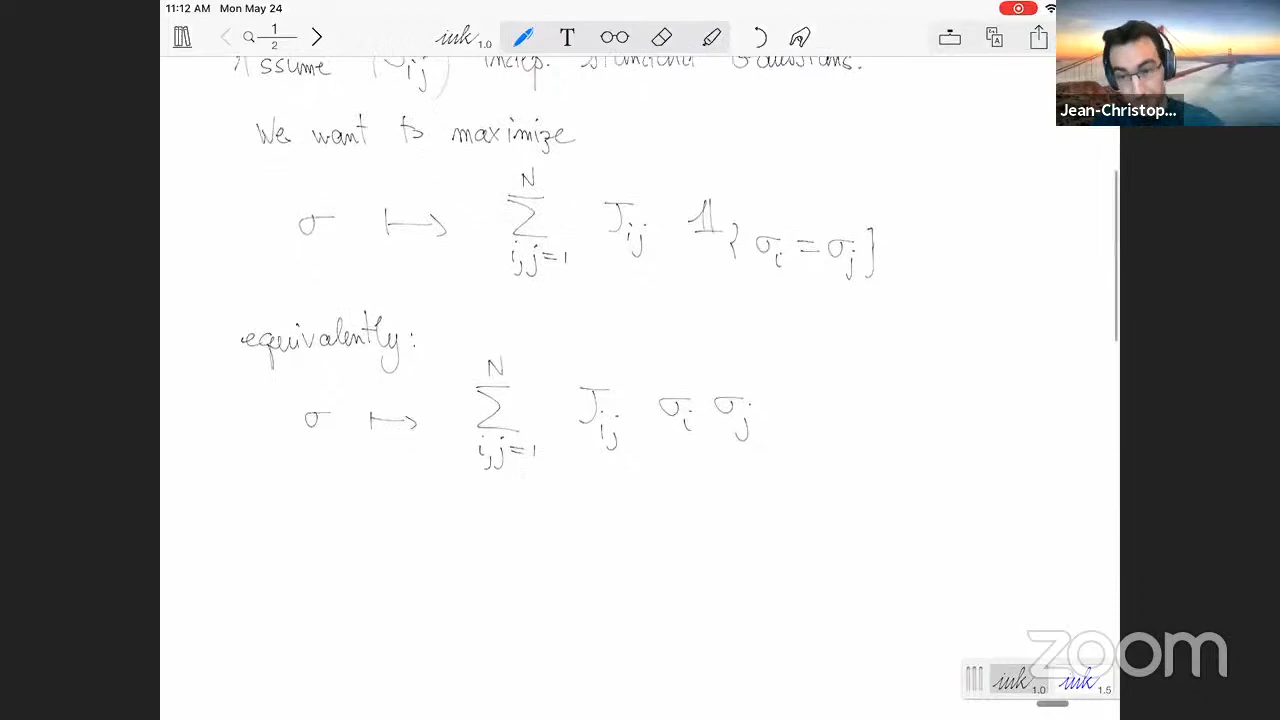 11:12 AM Mon May 24
1
2
ink 1.0
T
Assume (J_ij) indep. standard Gaussians.
Jean-Christop...
We want to maximize
σ ↦ ∑_{i,j=1}^{N} J_ij 𝟙_{σ_i = σ_j}
equivalently:
σ ↦ ∑_{i,j=1}^{N} J_ij σ_i σ_j
zoom
ink 1.0 ink 1.5